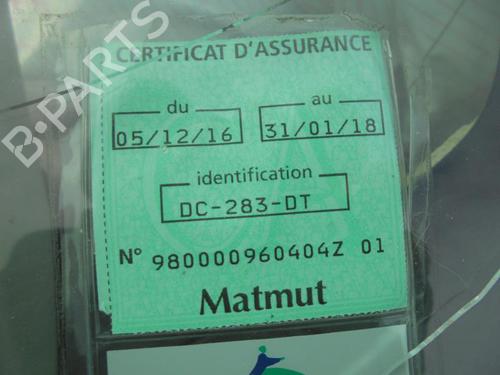 B-PARTS
CERTIFICAT D'ASSURANCE
du au
05/12/16 31/01/18
identification
DC-283-DT
N° 980000960404Z 01
Matmut